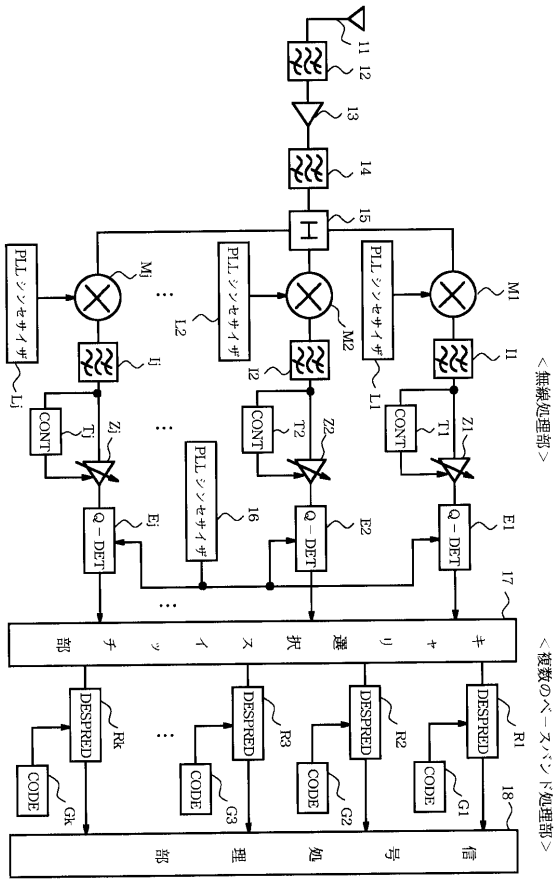 <無線処理部>
<複数のベースバンド処理部>
11
12
13
14
15
H
M1
I1
Z1
T1
CONT
E1
Q-DET
L1
PLLシンセサイザ
M2
I2
Z2
T2
CONT
E2
Q-DET
L2
PLLシンセサイザ
…
…
16
PLLシンセサイザ
…
Mj
Ij
Zj
Tj
CONT
Ej
Q-DET
Lj
PLLシンセサイザ
17
キャリア選択スイッチ部
R1
DESPRED
CODE
G1
R2
DESPRED
CODE
G2
R3
DESPRED
CODE
G3
…
Rk
DESPRED
CODE
Gk
18
信号処理部